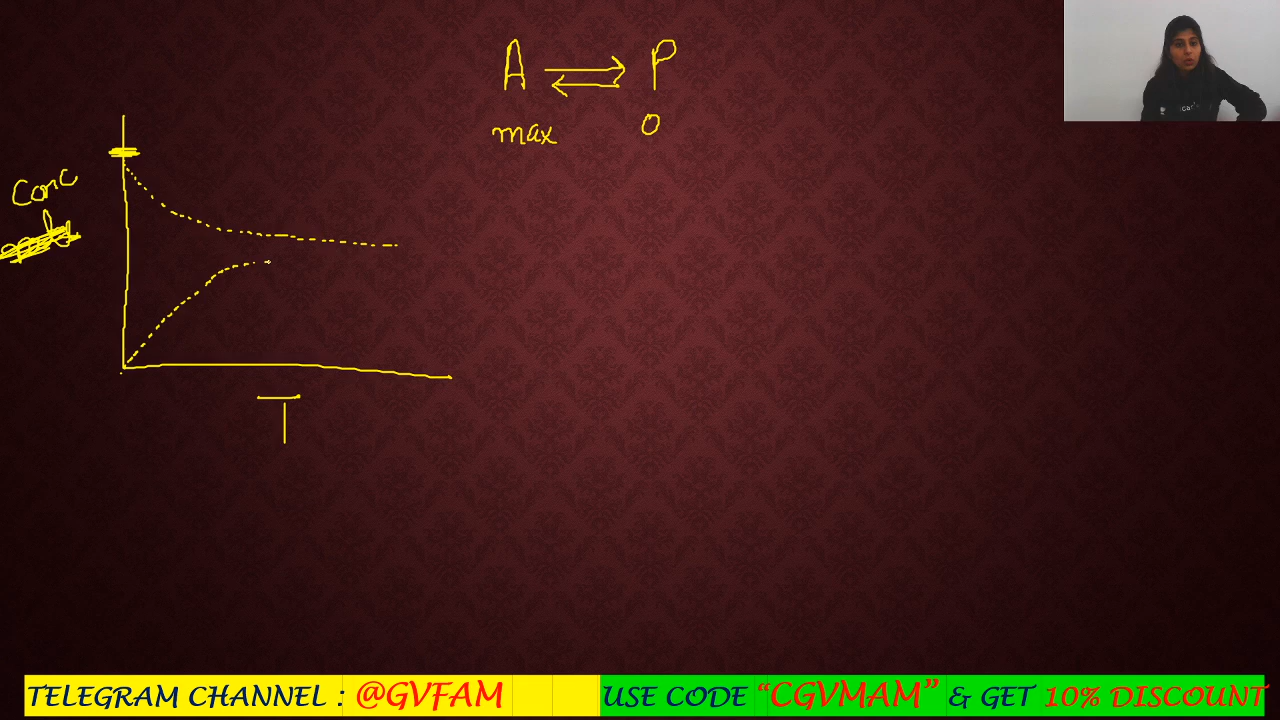 A ⇌ P
max 0
Conc
T
TELEGRAM CHANNEL : @GVFAM USE CODE “CGVMAM” & GET 10% DISCOUNT